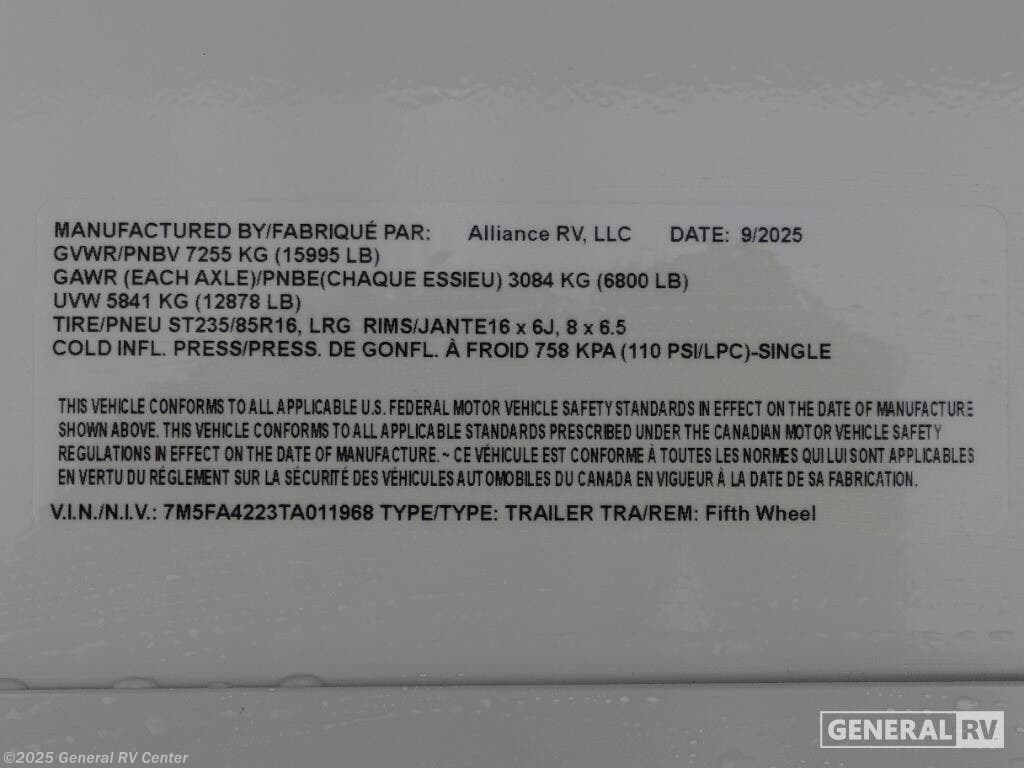 MANUFACTURED BY/FABRIQUÉ PAR: Alliance RV, LLC DATE: 9/2025
GVWR/PNBV 7255 KG (15995 LB)
GAWR (EACH AXLE)/PNBE(CHAQUE ESSIEU) 3084 KG (6800 LB)
UVW 5841 KG (12878 LB)
TIRE/PNEU ST235/85R16, LRG RIMS/JANTE16 x 6J, 8 x 6.5
COLD INFL. PRESS/PRESS. DE GONFL. À FROID 758 KPA (110 PSI/LPC)-SINGLE
THIS VEHICLE CONFORMS TO ALL APPLICABLE U.S. FEDERAL MOTOR VEHICLE SAFETY STANDARDS IN EFFECT ON THE DATE OF MANUFACTURE
SHOWN ABOVE. THIS VEHICLE CONFORMS TO ALL APPLICABLE STANDARDS PRESCRIBED UNDER THE CANADIAN MOTOR VEHICLE SAFETY
REGULATIONS IN EFFECT ON THE DATE OF MANUFACTURE. ~ CE VÉHICULE EST CONFORME À TOUTES LES NORMES QUI LUI SONT APPLICABLES
EN VERTU DU RÉGLEMENT SUR LA SÉCURITÉ DES VÉHICULES AUTOMOBILES DU CANADA EN VIGUEUR À LA DATE DE SA FABRICATION.
V.I.N./N.I.V.: 7M5FA4223TA011968 TYPE/TYPE: TRAILER TRA/REM: Fifth Wheel
GENERAL RV
©2025 General RV Center